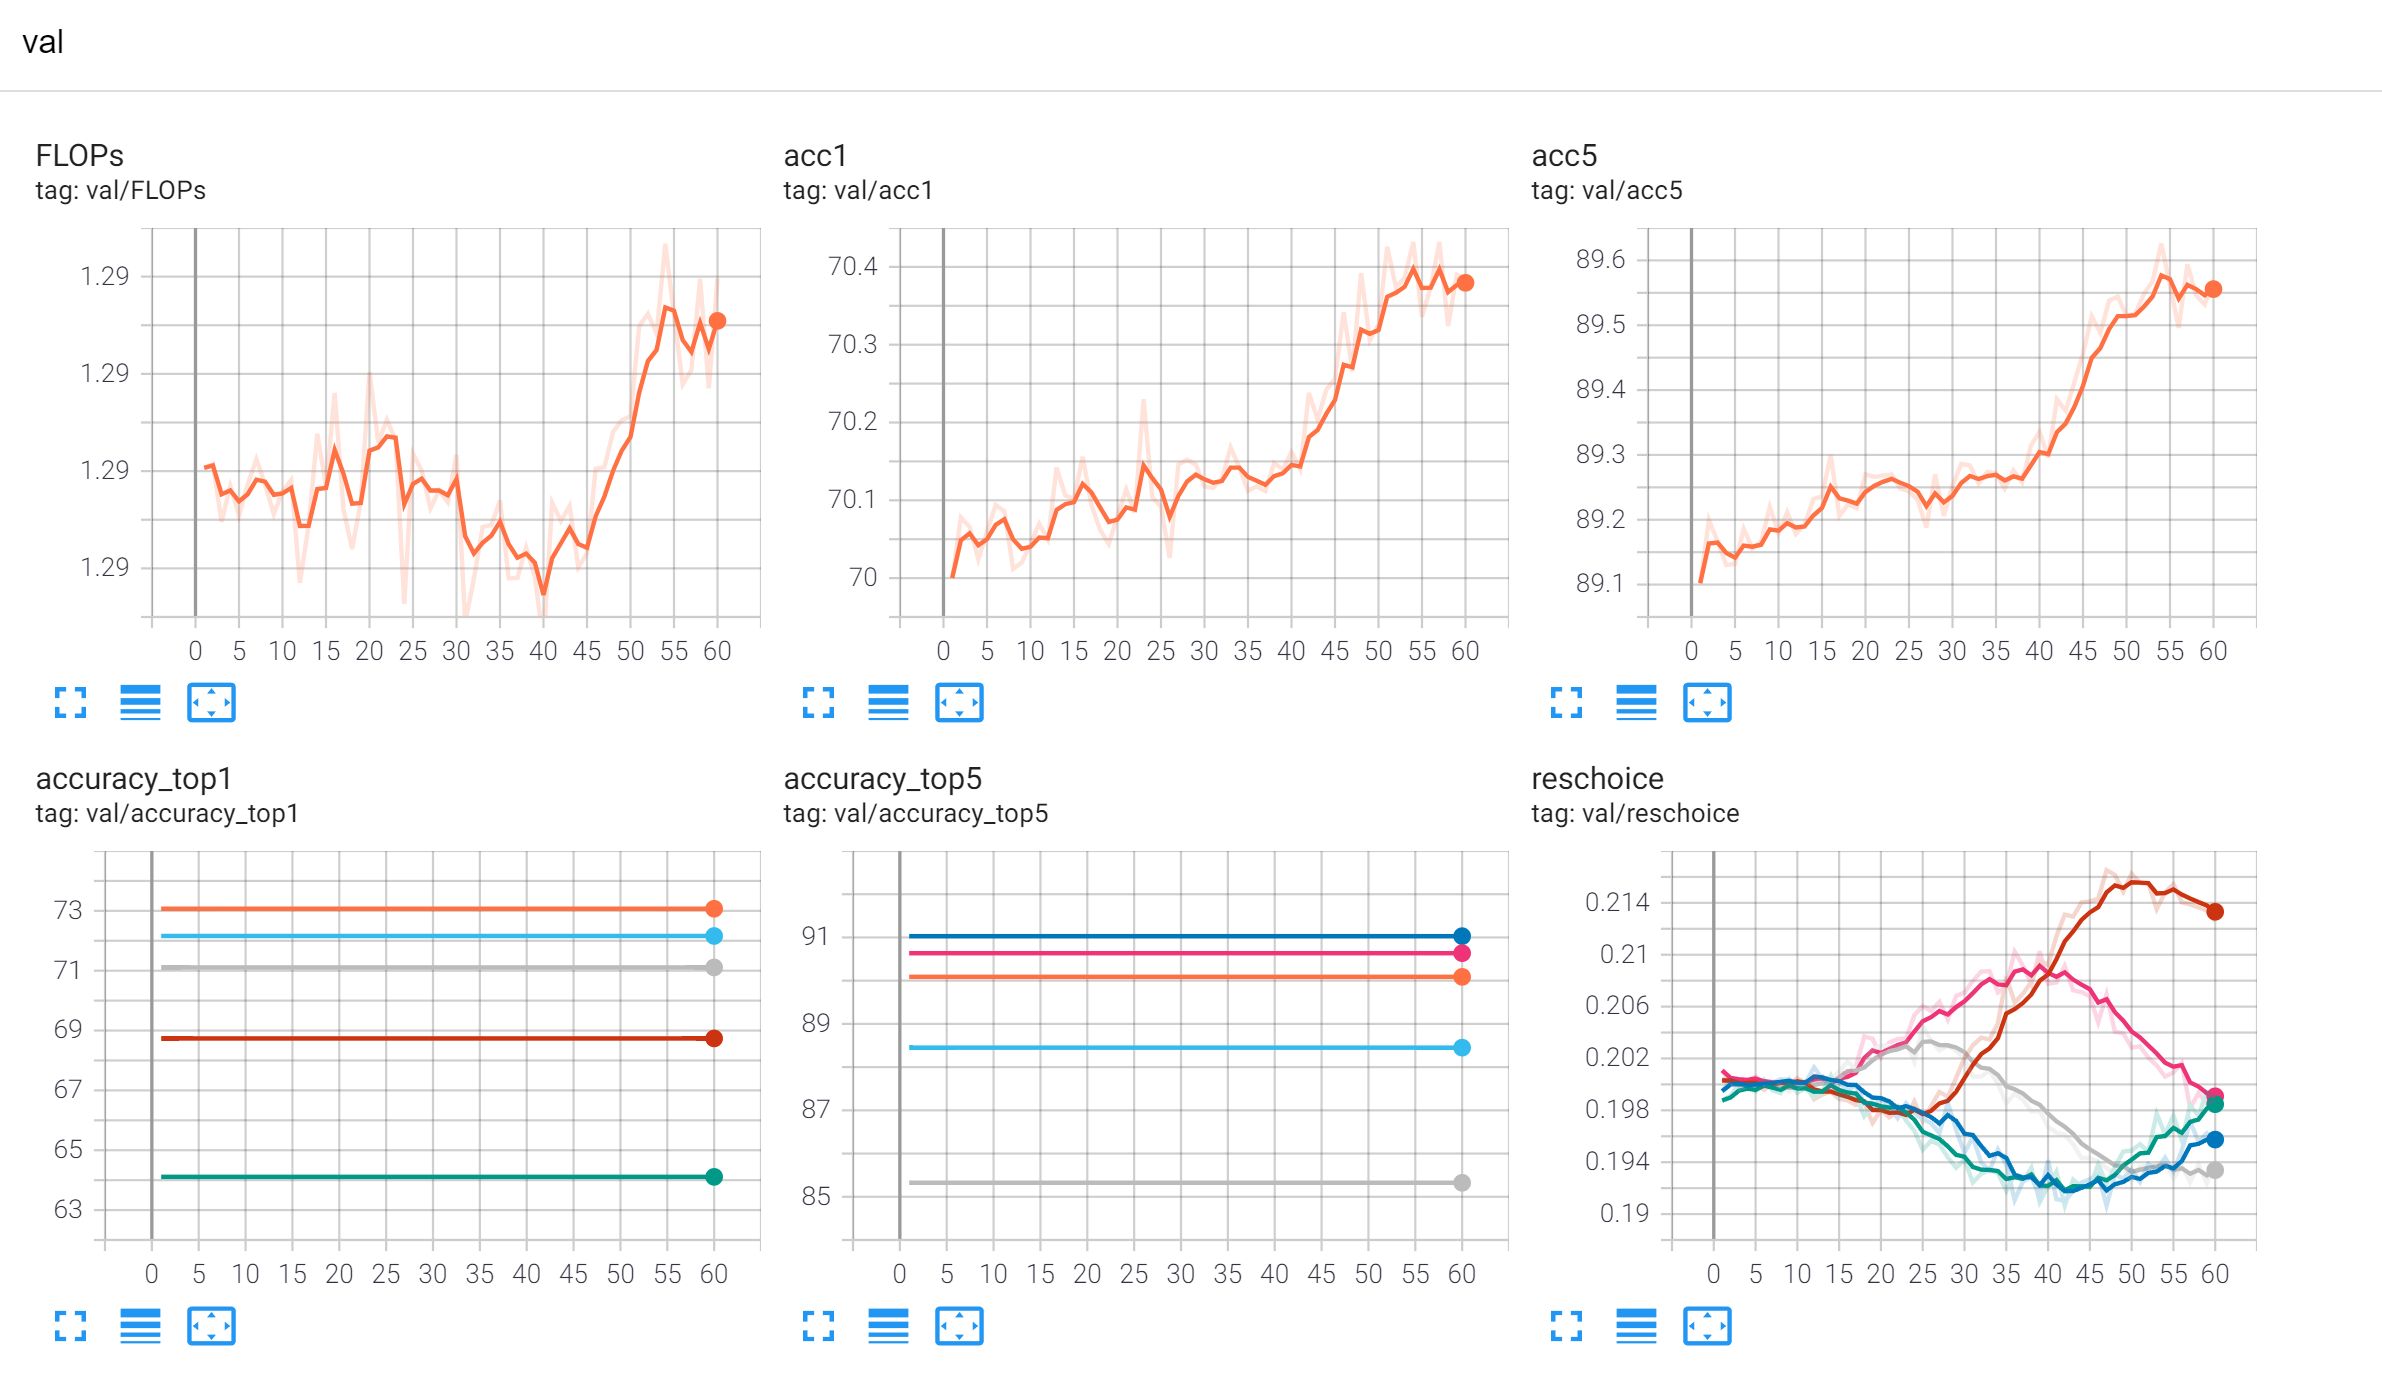 val
FLOPs
tag: val/FLOPs
1.29
1.29
1.29
1.29
0 5 10 15 20 25 30 35 40 45 50 55 60
acc1
tag: val/acc1
70.4
70.3
70.2
70.1
70
0 5 10 15 20 25 30 35 40 45 50 55 60
acc5
tag: val/acc5
89.6
89.5
89.4
89.3
89.2
89.1
0 5 10 15 20 25 30 35 40 45 50 55 60
accuracy_top1
tag: val/accuracy_top1
73
71
69
67
65
63
0 5 10 15 20 25 30 35 40 45 50 55 60
accuracy_top5
tag: val/accuracy_top5
91
89
87
85
0 5 10 15 20 25 30 35 40 45 50 55 60
reschoice
tag: val/reschoice
0.214
0.21
0.206
0.202
0.198
0.194
0.19
0 5 10 15 20 25 30 35 40 45 50 55 60